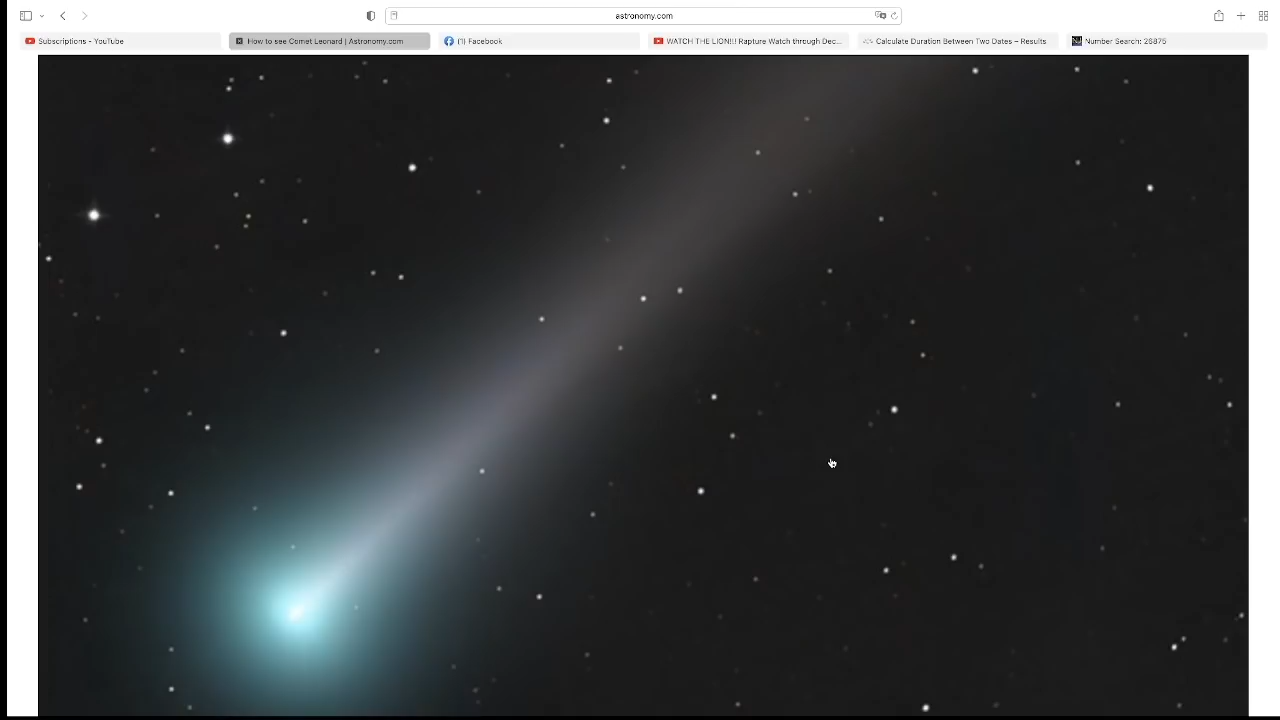 astronomy.com
Subscriptions - YouTube
How to see Comet Leonard | Astronomy.com
(1) Facebook
WATCH THE LION!!! Rapture Watch through Dec...
Calculate Duration Between Two Dates – Results
Number Search: 26875